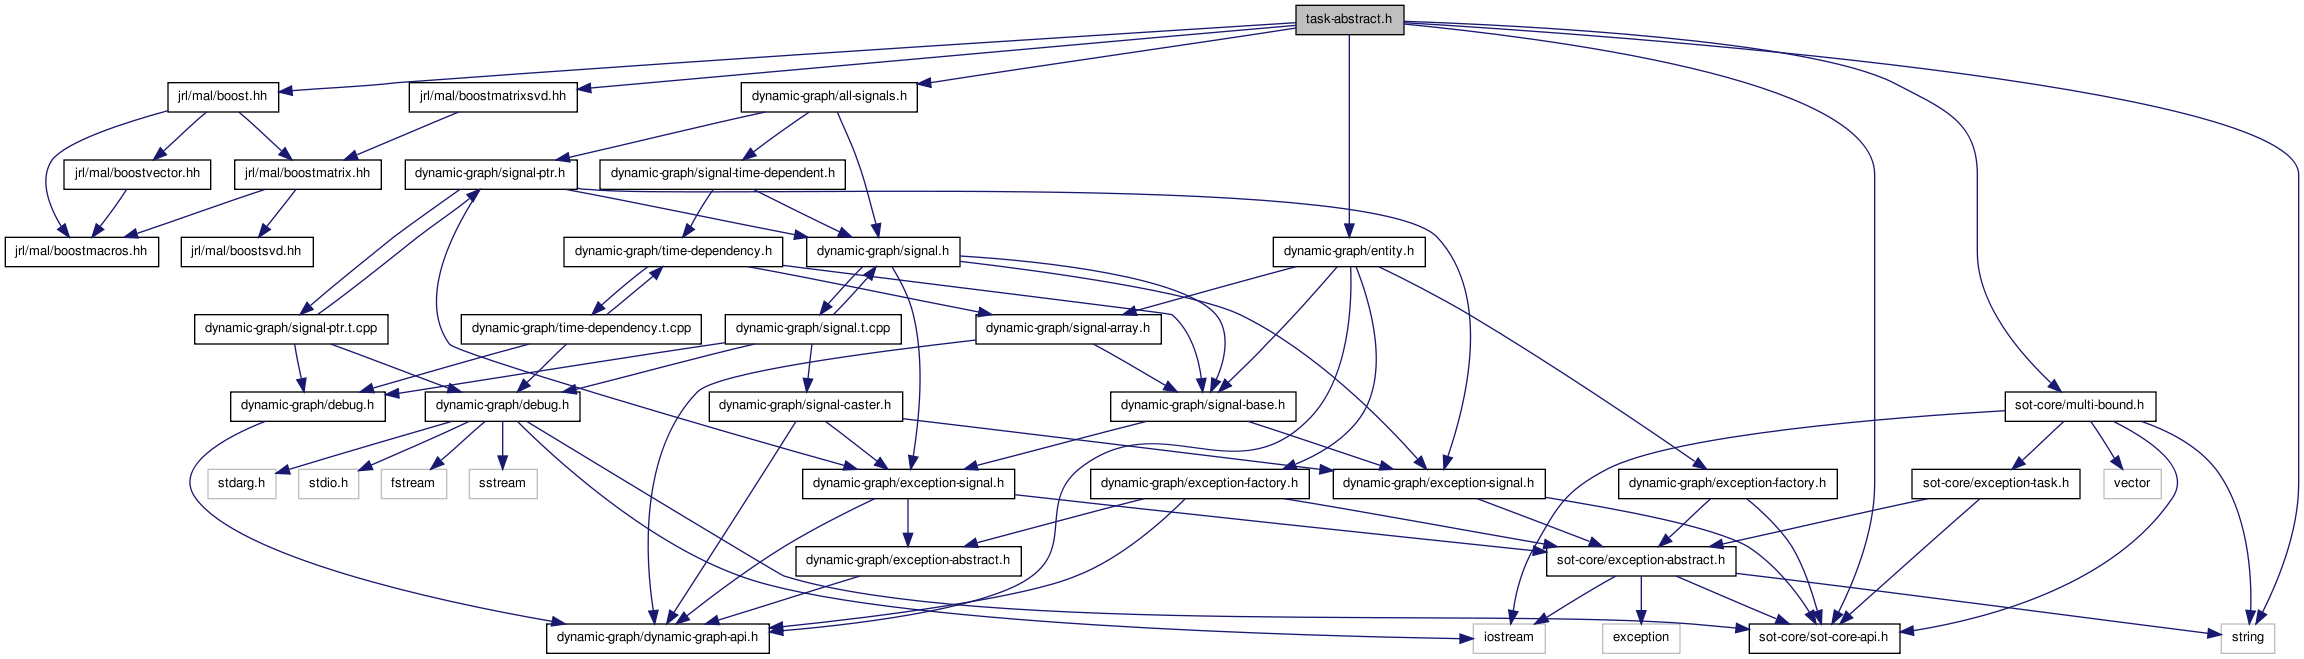 task-abstract.h
jrl/mal/boost.hh
jrl/mal/boostmatrixsvd.hh
dynamic-graph/all-signals.h
jrl/mal/boostvector.hh
jrl/mal/boostmatrix.hh
dynamic-graph/signal-ptr.h
dynamic-graph/signal-time-dependent.h
jrl/mal/boostmacros.hh
jrl/mal/boostsvd.hh
dynamic-graph/time-dependency.h
dynamic-graph/signal.h
dynamic-graph/entity.h
dynamic-graph/signal-ptr.t.cpp
dynamic-graph/time-dependency.t.cpp
dynamic-graph/signal.t.cpp
dynamic-graph/signal-array.h
dynamic-graph/debug.h
dynamic-graph/debug.h
dynamic-graph/signal-caster.h
dynamic-graph/signal-base.h
sot-core/multi-bound.h
stdarg.h
stdio.h
fstream
sstream
dynamic-graph/exception-signal.h
dynamic-graph/exception-factory.h
dynamic-graph/exception-signal.h
dynamic-graph/exception-factory.h
sot-core/exception-task.h
vector
dynamic-graph/exception-abstract.h
sot-core/exception-abstract.h
dynamic-graph/dynamic-graph-api.h
iostream
exception
sot-core/sot-core-api.h
string